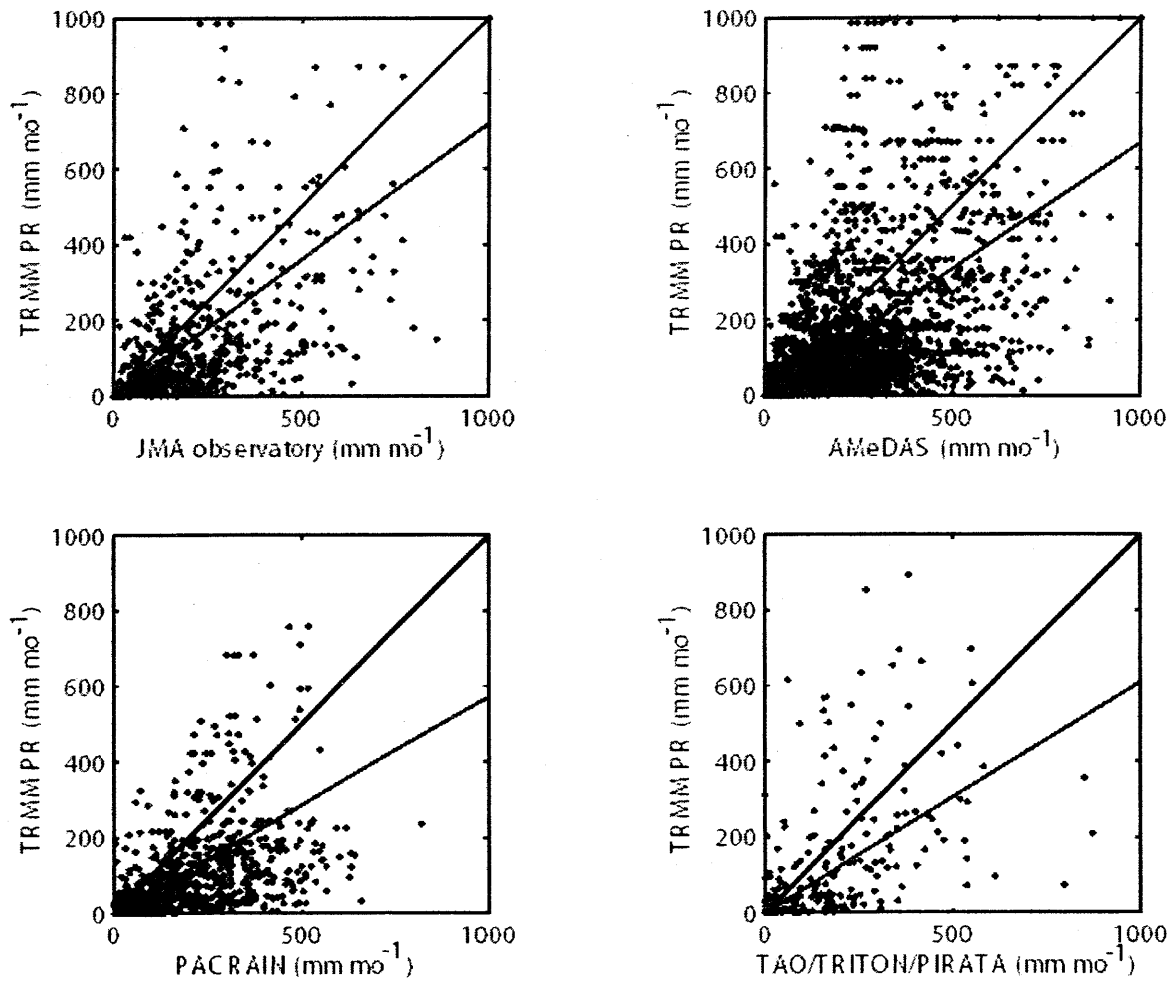 1000
800
600
400
200
0
TRMM PR (mm mo-1)
0 500 1000
JMA observatory (mm mo-1)
1000
800
600
400
200
0
TRMM PR (mm mo-1)
0 500 1000
AMeDAS (mm mo-1)
1000
800
600
400
200
0
TRMM PR (mm mo-1)
0 500 1000
PACRAIN (mm mo-1)
1000
800
600
400
200
0
TRMM PR (mm mo-1)
0 500 1000
TAO/TRITON/PIRATA (mm mo-1)